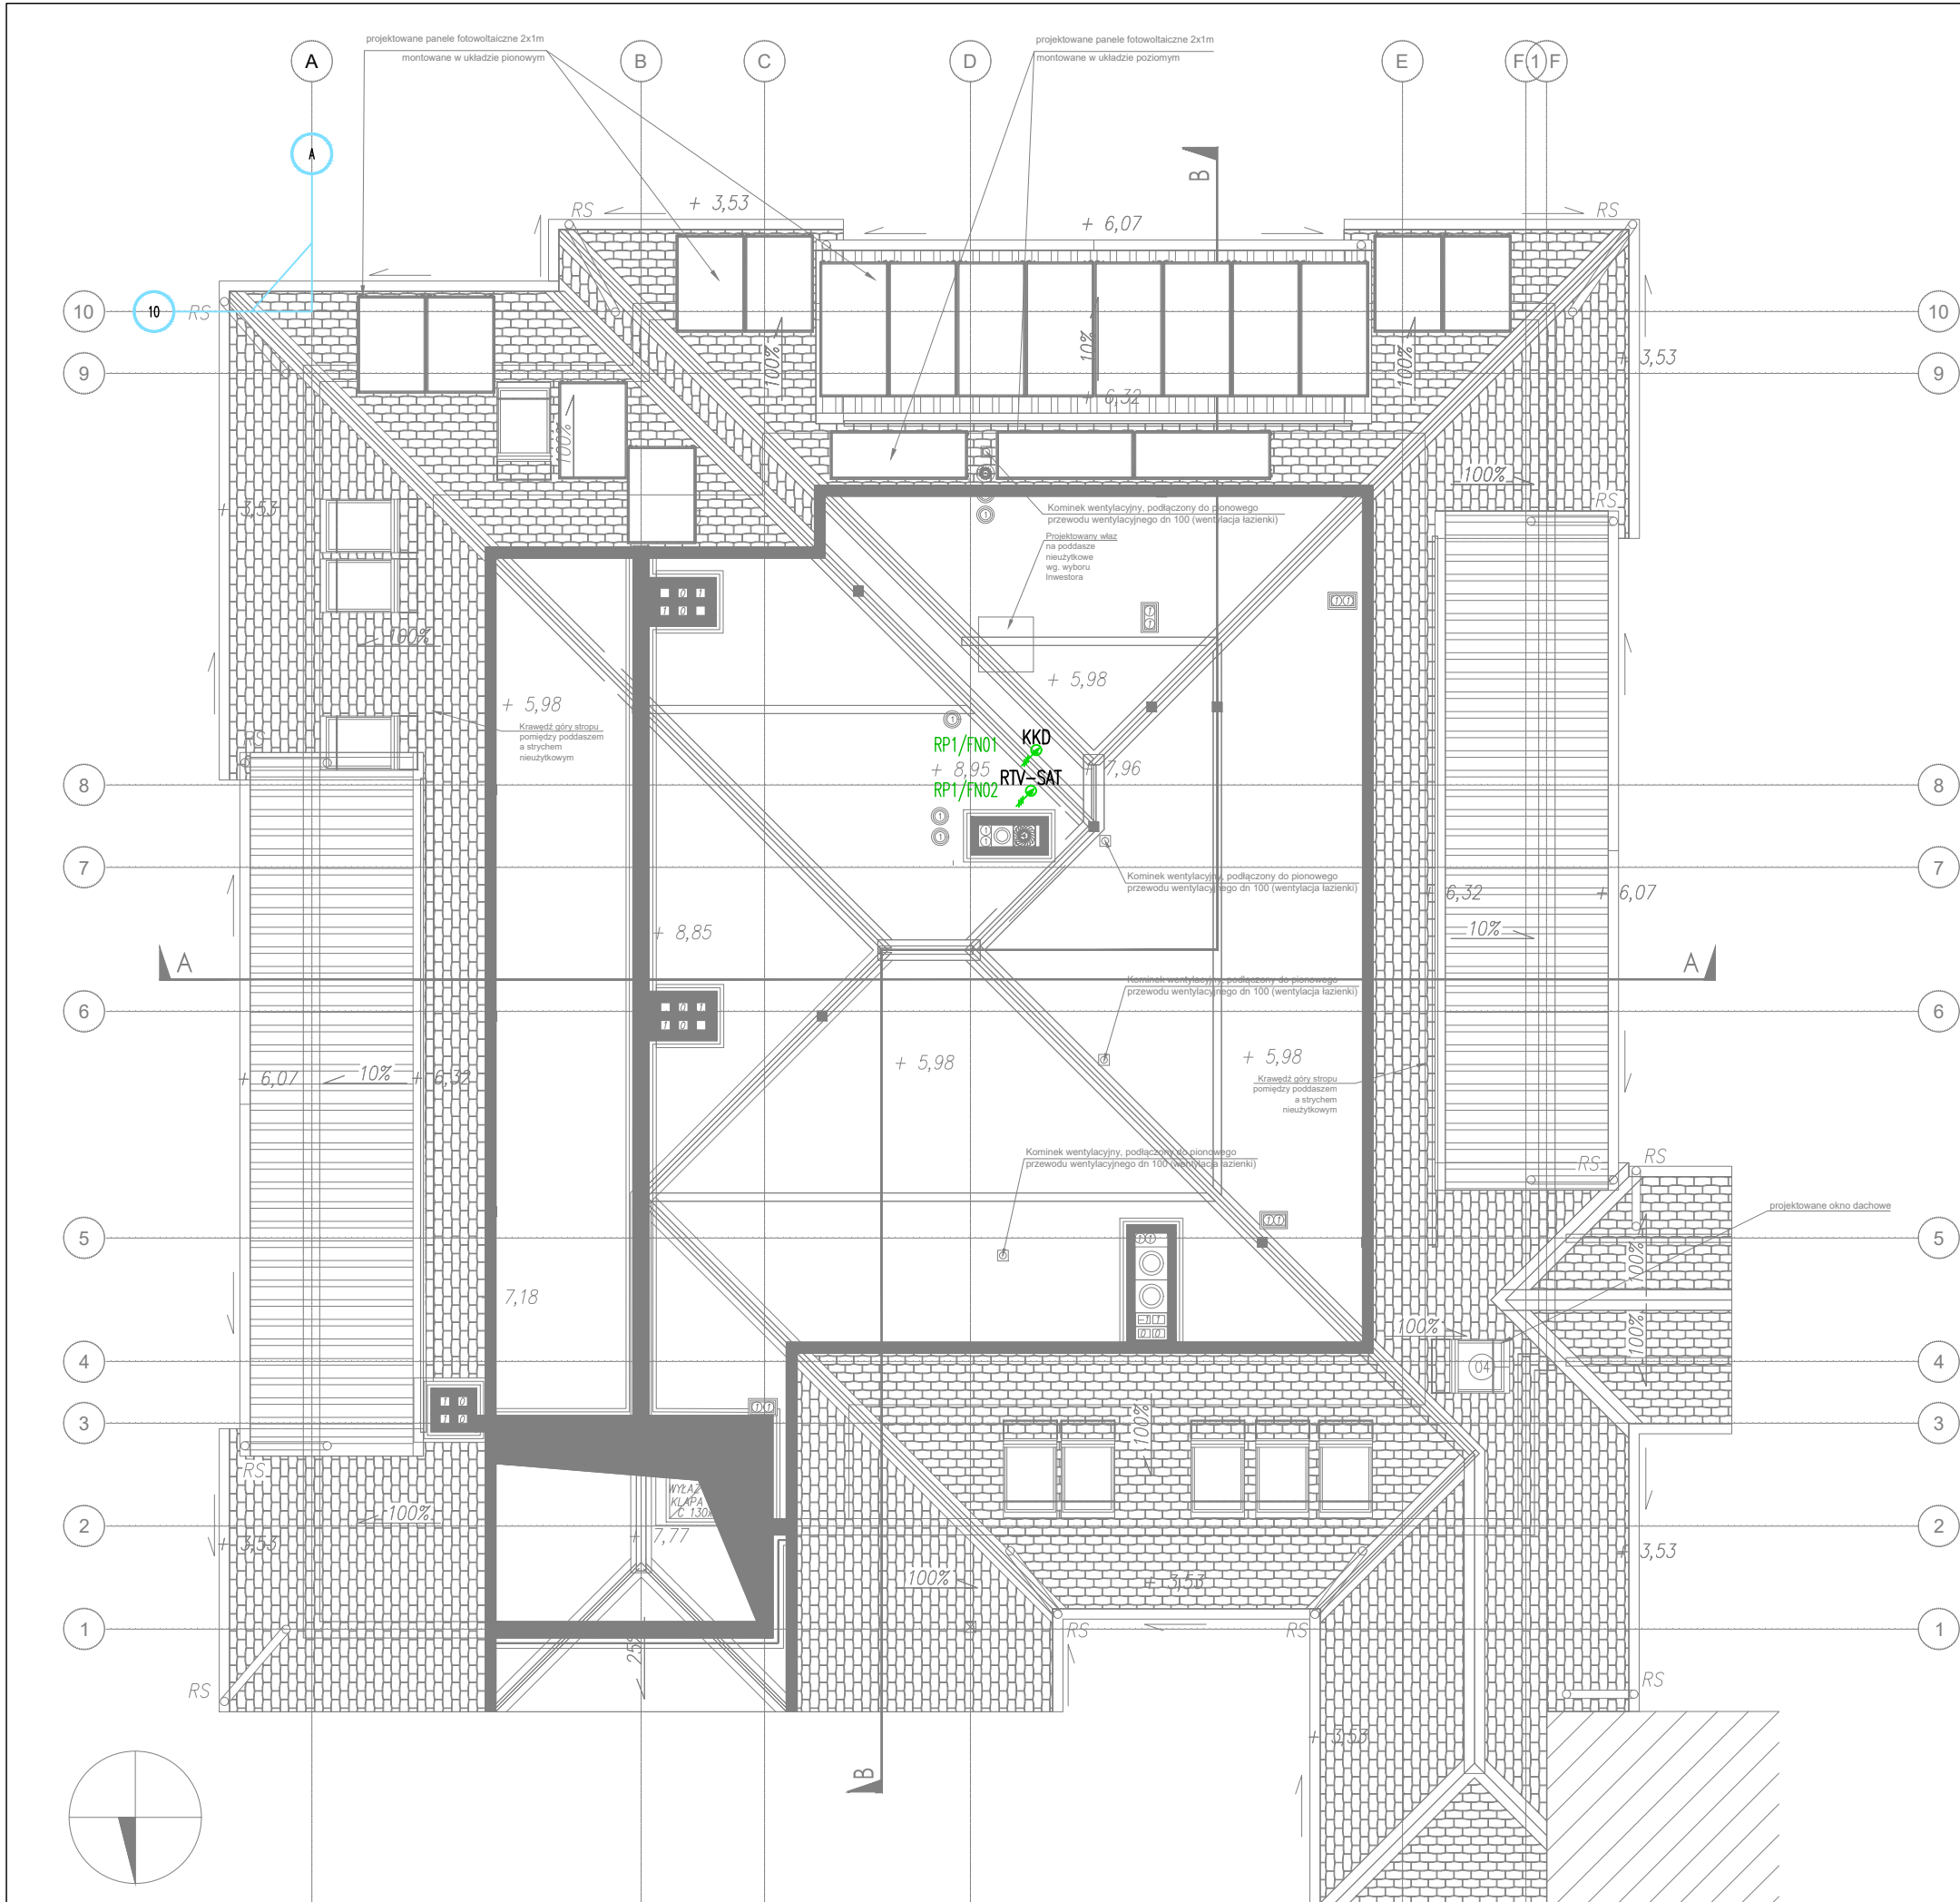 projektowane panele fotowoltaiczne 2x1m
montowane w układzie pionowym
projektowane panele fotowoltaiczne 2x1m
montowane w układzie poziomym
A
B
C
D
E
F.1
F
A
B
RS
+ 3,53
+ 6,07
RS
10
10
RS
10
9
+ 3,53
9
100%
10%
100%
+ 6,32
100%
100%
RS
+ 3,53
Kominek wentylacyjny, podłączony do pionowego
przewodu wentylacyjnego dn 100 (wentylacja łazienki)
Projektowany właz
na poddasze
nieużytkowe
wg. wyboru
Inwestora
100%
+ 5,98
+ 5,98
Krawędź góry stropu
pomiędzy poddaszem
a strychem
nieużytkowym
RS
RP1/FN01
KKD
+ 8,95
+ 7,96
RP1/FN02
RTV-SAT
8
8
7
7
Kominek wentylacyjny, podłączony do pionowego
przewodu wentylacyjnego dn 100 (wentylacja łazienki)
+ 6,32
+ 6,07
10%
+ 8,85
A
A
Kominek wentylacyjny, podłączony do pionowego
przewodu wentylacyjnego dn 100 (wentylacja łazienki)
6
6
+ 5,98
+ 5,98
+ 6,07
10%
+ 6,32
Krawędź góry stropu
pomiędzy poddaszem
a strychem
nieużytkowym
Kominek wentylacyjny, podłączony do pionowego
przewodu wentylacyjnego dn 100 (wentylacja łazienki)
RS
RS
projektowane okno dachowe
5
5
100%
7,18
100%
100%
4
04
4
3
3
RS
100%
WYŁAZ
KLAPA
100%
2
2
+ 3,53
+ 7,77
+ 3,53
100%
+ 3,53
1
1
RS
RS
RS
RS
+ 3,53
B